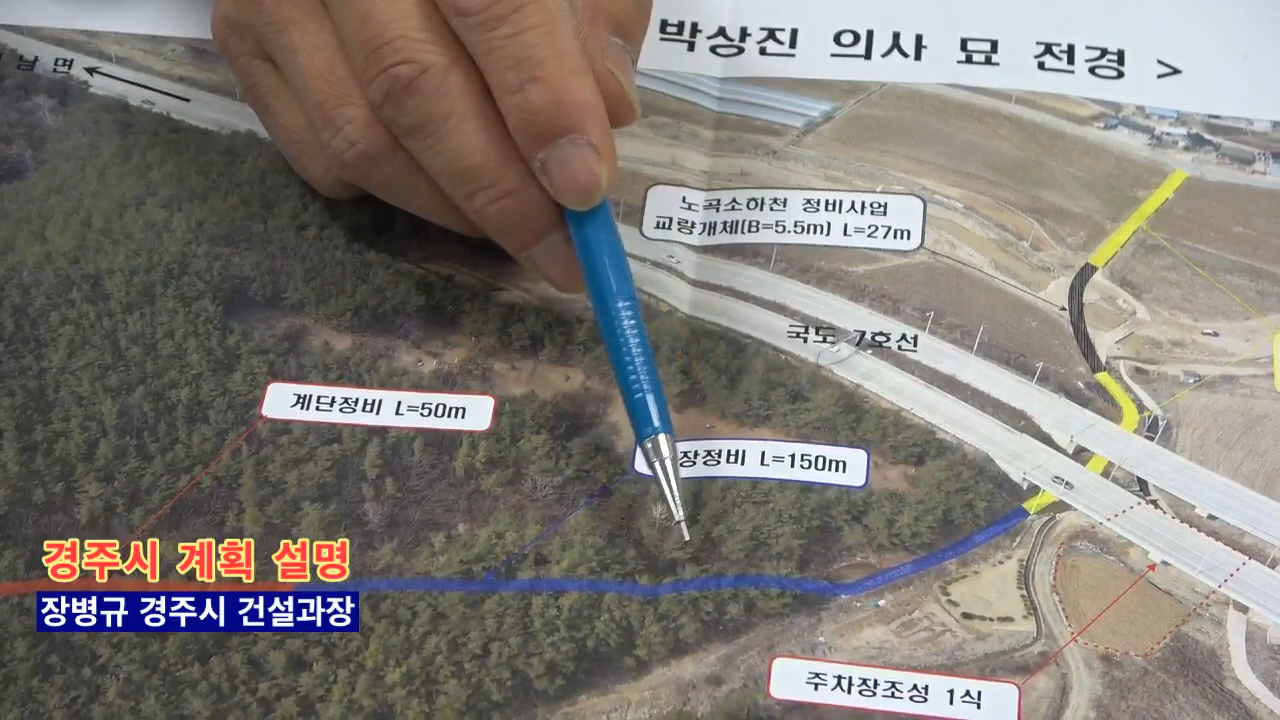 박상진 의사 묘 전경 >
남면
노곡소하천 정비사업
교량개체(B=5.5m) L=27m
국도 7호선
계단정비 L=50m
장정비 L=150m
경주시 계획 설명
장병규 경주시 건설과장
주차장조성 1식